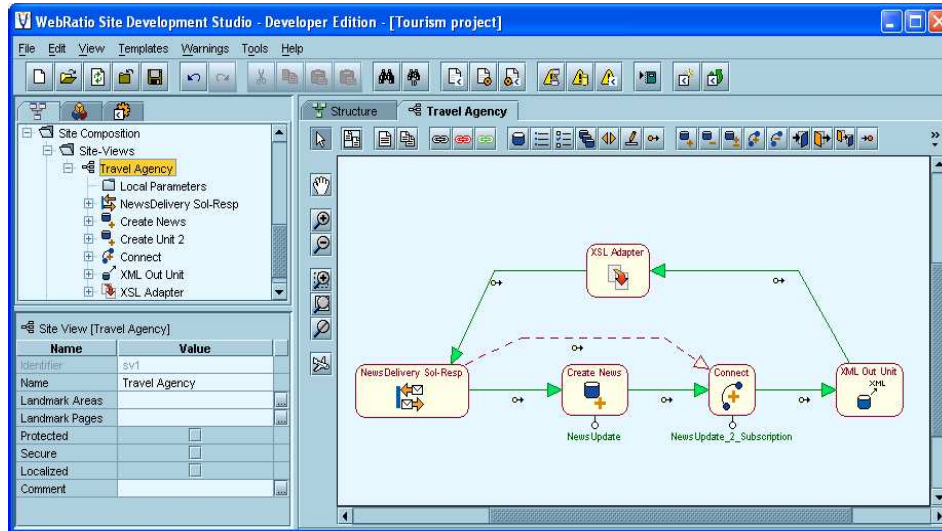 WebRatio Site Development Studio - Developer Edition - [Tourism project]
File Edit View Templates Warnings Tools Help
Structure
Travel Agency
Site Composition
Site-Views
Travel Agency
Local Parameters
NewsDelivery Sol-Resp
Create News
Create Unit 2
Connect
XML Out Unit
XSL Adapter
Site View [Travel Agency]
Name Value
Identifier sv1
Name Travel Agency
Landmark Areas
Landmark Pages
Protected
Secure
Localized
Comment
XSL Adapter
NewsDelivery Sol-Resp
Create News
Connect
XML Out Unit
XML
NewsUpdate
NewsUpdate_2_Subscription